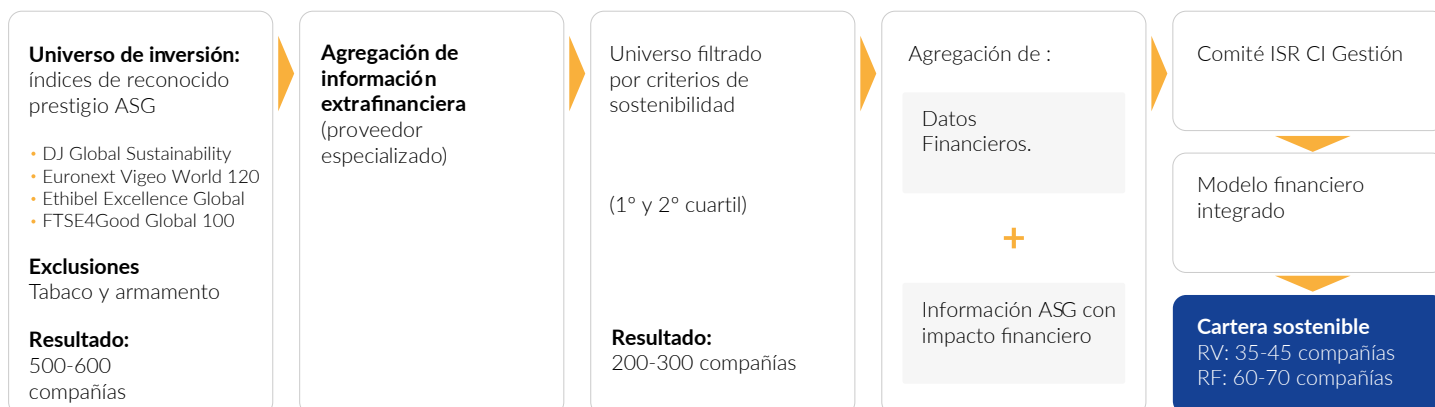 Universo de inversión:
índices de reconocido
prestigio ASG
• DJ Global Sustainability
• Euronext Vigeo World 120
• Ethibel Excellence Global
• FTSE4Good Global 100
Exclusiones
Tabaco y armamento
Resultado:
500-600
compañías
Agregación de
información
extrafinanciera
(proveedor
especializado)
Universo filtrado
por criterios de
sostenibilidad
(1º y 2º cuartil)
Resultado:
200-300 compañías
Agregación de :
Datos
Financieros.
+
Información ASG con
impacto financiero
Comité ISR CI Gestión
Modelo financiero
integrado
Cartera sostenible
RV: 35-45 compañías
RF: 60-70 compañías